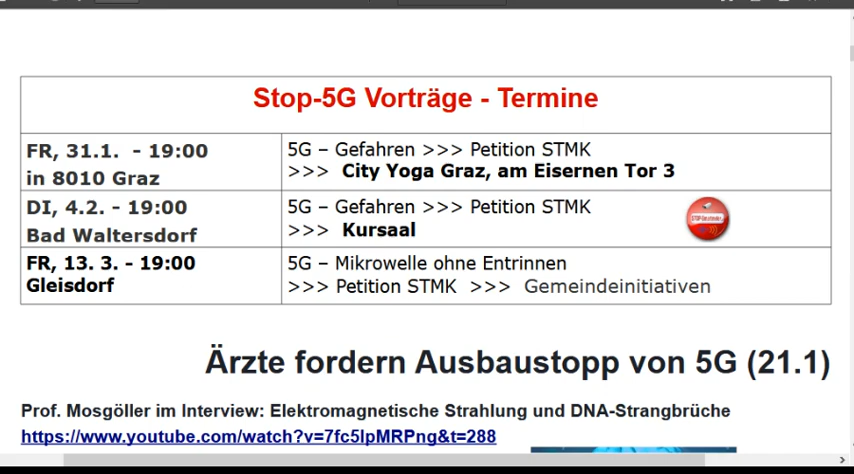 Stop-5G Vorträge - Termine
FR, 31.1. - 19:00
in 8010 Graz
5G – Gefahren >>> Petition STMK
>>> City Yoga Graz, am Eisernen Tor 3
DI, 4.2. - 19:00
Bad Waltersdorf
5G – Gefahren >>> Petition STMK
>>> Kursaal
FR, 13. 3. - 19:00
Gleisdorf
5G – Mikrowelle ohne Entrinnen
>>> Petition STMK >>> Gemeindeinitiativen
Ärzte fordern Ausbaustopp von 5G (21.1)
Prof. Mosgöller im Interview: Elektromagnetische Strahlung und DNA-Strangbrüche
https://www.youtube.com/watch?v=7fc5lpMRPng&t=288